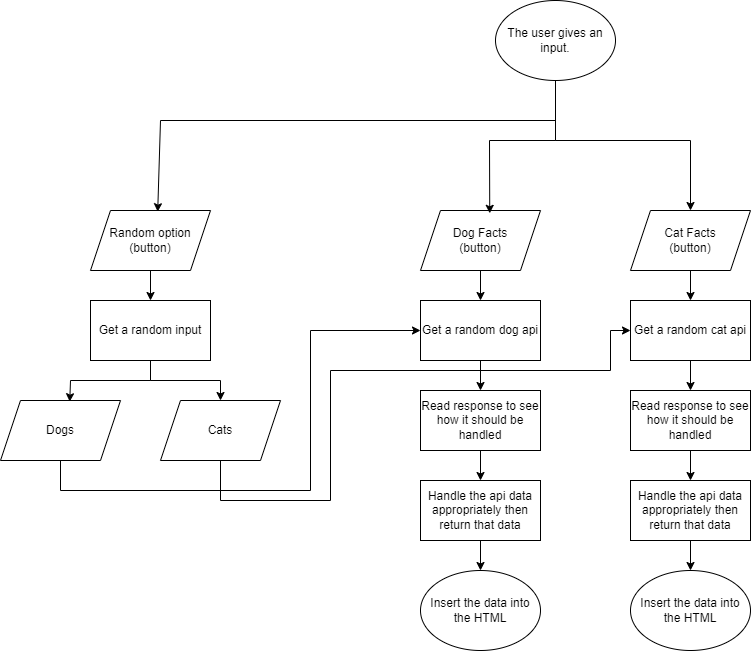 The user gives an
input.
Random option
(button)
Dog Facts
(button)
Cat Facts
(button)
Get a random input
Get a random dog api
Get a random cat api
Dogs
Cats
Read response to see
how it should be
handled
Read response to see
how it should be
handled
Handle the api data
appropriately then
return that data
Handle the api data
appropriately then
return that data
Insert the data into
the HTML
Insert the data into
the HTML